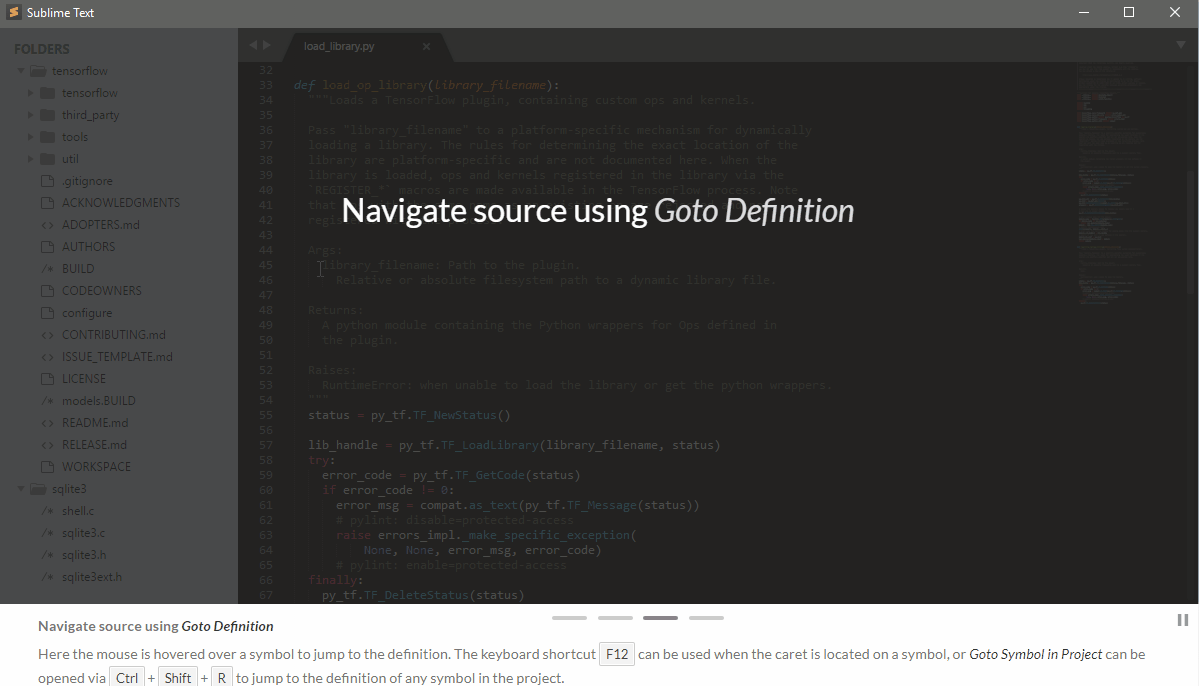 Sublime Text
FOLDERS
tensorflow
tensorflow
third_party
tools
util
.gitignore
ACKNOWLEDGMENTS
ADOPTERS.md
AUTHORS
BUILD
CODEOWNERS
configure
CONTRIBUTING.md
ISSUE_TEMPLATE.md
LICENSE
models.BUILD
README.md
RELEASE.md
WORKSPACE
sqlite3
shell.c
sqlite3.c
sqlite3.h
sqlite3ext.h
load_library.py
32
33 def load_op_library(library_filename):
34 """Loads a TensorFlow plugin, containing custom ops and kernels.
35
36 Pass "library_filename" to a platform-specific mechanism for dynamically
37 loading a library. The rules for determining the exact location of the
38 library are platform-specific and are not documented here. When the
39 library is loaded, ops and kernels registered in the library via the
40 `REGISTER_*` macros are made available in the TensorFlow process. Note
41 that
42
43
44 Args:
45 library_filename: Path to the plugin.
46 Relative or absolute filesystem path to a dynamic library file.
47
48 Returns:
49 A python module containing the Python wrappers for Ops defined in
50 the plugin.
51
52 Raises:
53 RuntimeError: when unable to load the library or get the python wrappers.
54 """
55 status = py_tf.TF_NewStatus()
56
57 lib_handle = py_tf.TF_LoadLibrary(library_filename, status)
58 try:
59 error_code = py_tf.TF_GetCode(status)
60 if error_code != 0:
61 error_msg = compat.as_text(py_tf.TF_Message(status))
62 # pylint: disable=protected-access
63 raise errors_impl._make_specific_exception(
64 None, None, error_msg, error_code)
65 # pylint: enable=protected-access
66 finally:
67 py_tf.TF_DeleteStatus(status)
Navigate source using Goto Definition
Navigate source using Goto Definition
Here the mouse is hovered over a symbol to jump to the definition. The keyboard shortcut F12 can be used when the caret is located on a symbol, or Goto Symbol in Project can be
opened via Ctrl + Shift + R to jump to the definition of any symbol in the project.